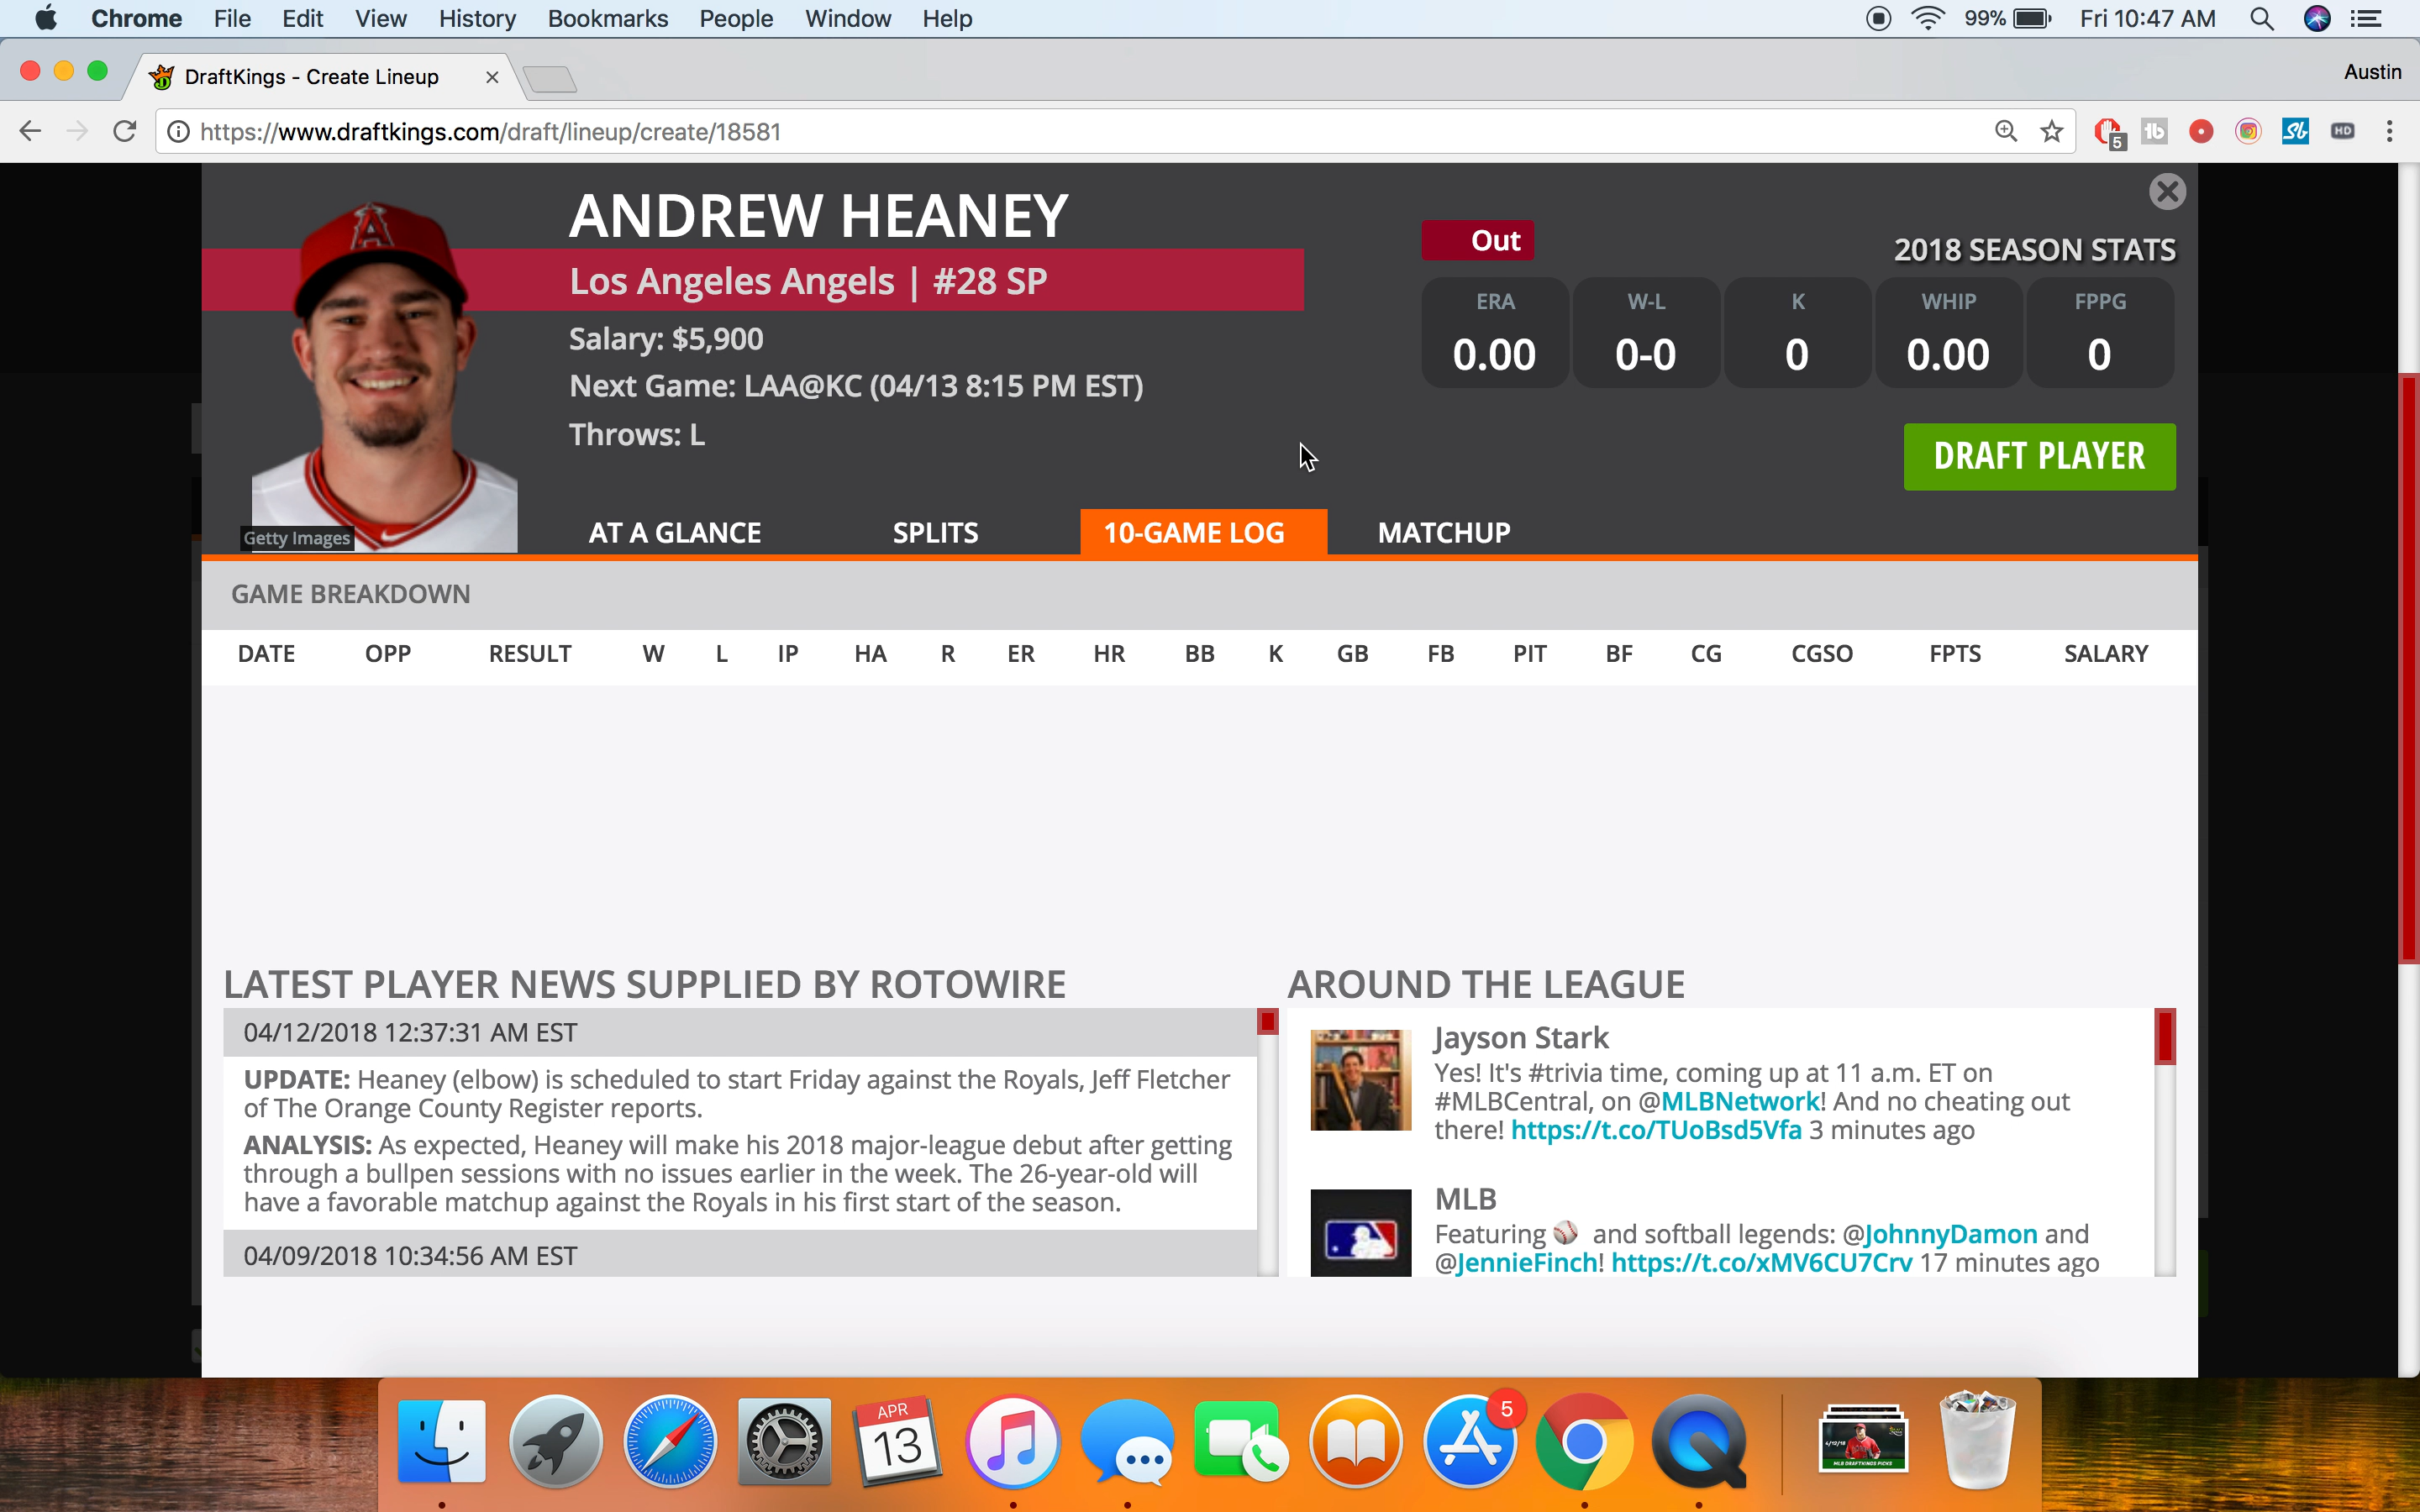 Chrome File Edit View History Bookmarks People Window Help 99% Fri 10:47 AM
DraftKings - Create Lineup
Austin
https://www.draftkings.com/draft/lineup/create/18581
5
HD
ANDREW HEANEY
Los Angeles Angels | #28 SP
Salary: $5,900
Next Game: LAA@KC (04/13 8:15 PM EST)
Throws: L
Getty Images
Out
2018 SEASON STATS
ERA W-L K WHIP FPPG
0.00 0-0 0 0.00 0
DRAFT PLAYER
AT A GLANCE SPLITS 10-GAME LOG MATCHUP
GAME BREAKDOWN
DATE OPP RESULT W L IP HA R ER HR BB K GB FB PIT BF CG CGSO FPTS SALARY
LATEST PLAYER NEWS SUPPLIED BY ROTOWIRE
04/12/2018 12:37:31 AM EST
UPDATE: Heaney (elbow) is scheduled to start Friday against the Royals, Jeff Fletcher
of The Orange County Register reports.
ANALYSIS: As expected, Heaney will make his 2018 major-league debut after getting
through a bullpen sessions with no issues earlier in the week. The 26-year-old will
have a favorable matchup against the Royals in his first start of the season.
04/09/2018 10:34:56 AM EST
AROUND THE LEAGUE
Jayson Stark
Yes! It's #trivia time, coming up at 11 a.m. ET on
#MLBCentral, on @MLBNetwork! And no cheating out
there! https://t.co/TUoBsd5Vfa 3 minutes ago
MLB
Featuring ⚾ and softball legends: @JohnnyDamon and
@JennieFinch! https://t.co/xMV6CU7Crv 17 minutes ago
APR
13
5
4/13/18
MLB DRAFTKINGS PICKS